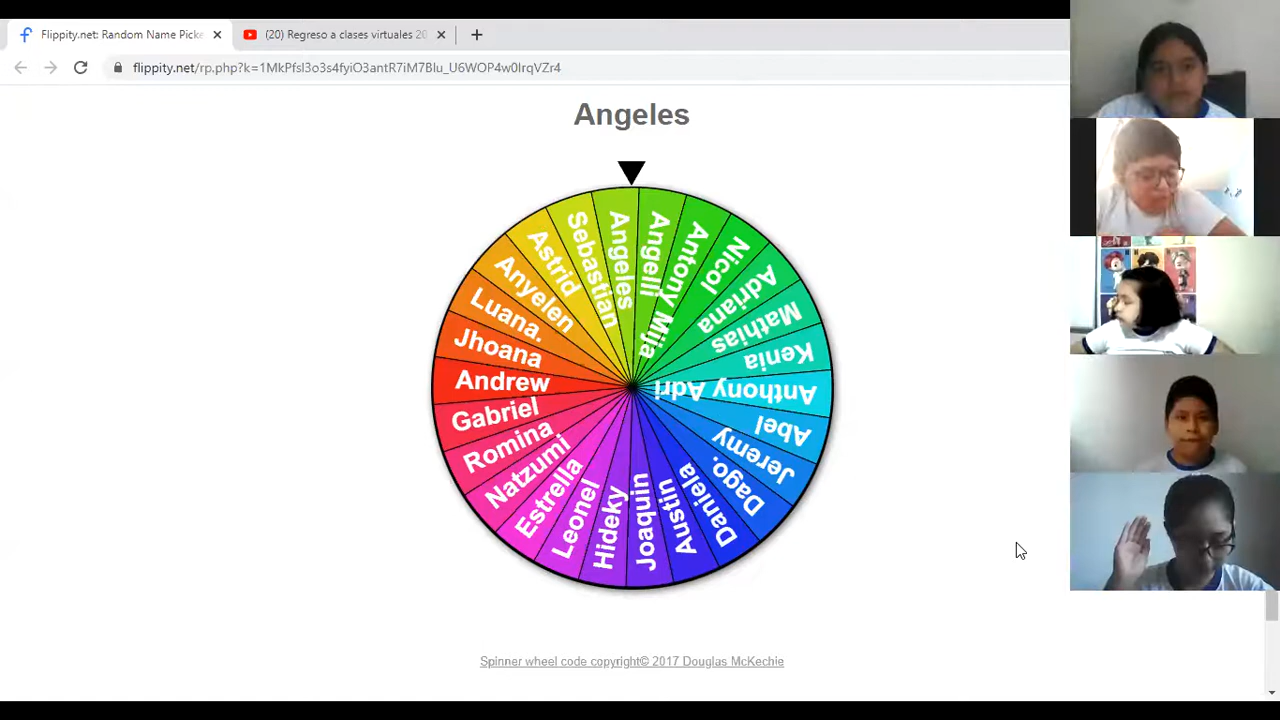 Flippity.net: Random Name Picke
(20) Regreso a clases virtuales 20
flippity.net/rp.php?k=1MkPfsl3o3s4fyiO3antR7iM7Blu_U6WOP4w0IrqVZr4
Angeles
Angeles
Angelli
Antony Mija
Nicol
Adriana
Mathias
Kenia
Anthony Adri
Abel
Jeremy
Dago.
Daniela
Austin
Joaquin
Hideky
Leonel
Estrella
Natzumi
Romina
Gabriel
Andrew
Jhoana
Luana.
Anyelen
Astrid
Sebastian
Spinner wheel code copyright© 2017 Douglas McKechie